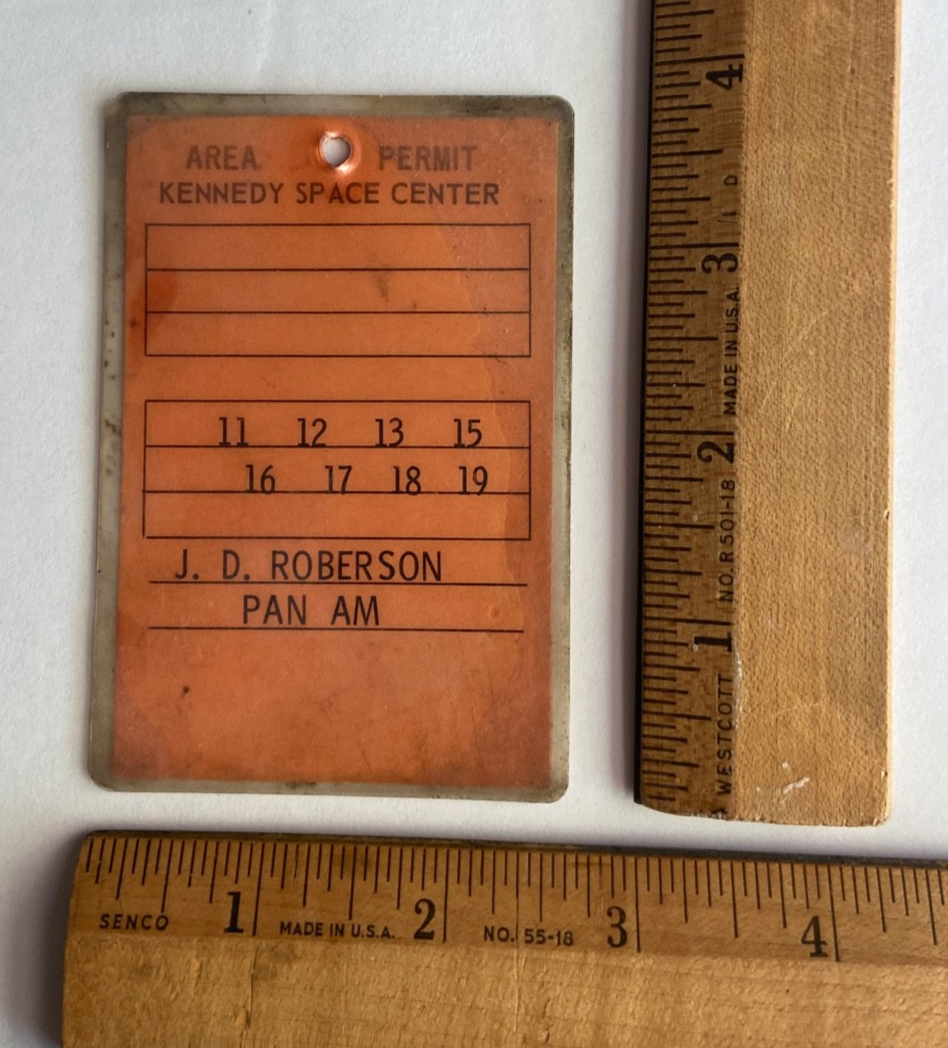 AREA PERMIT
KENNEDY SPACE CENTER
11 12 13 15
16 17 18 19
J. D. ROBERSON
PAN AM
WESTCOTT NO. R501-18 MADE IN U.S.A.
1 2 3 4
SENCO MADE IN U.S.A. NO. 55-18
1 2 3 4